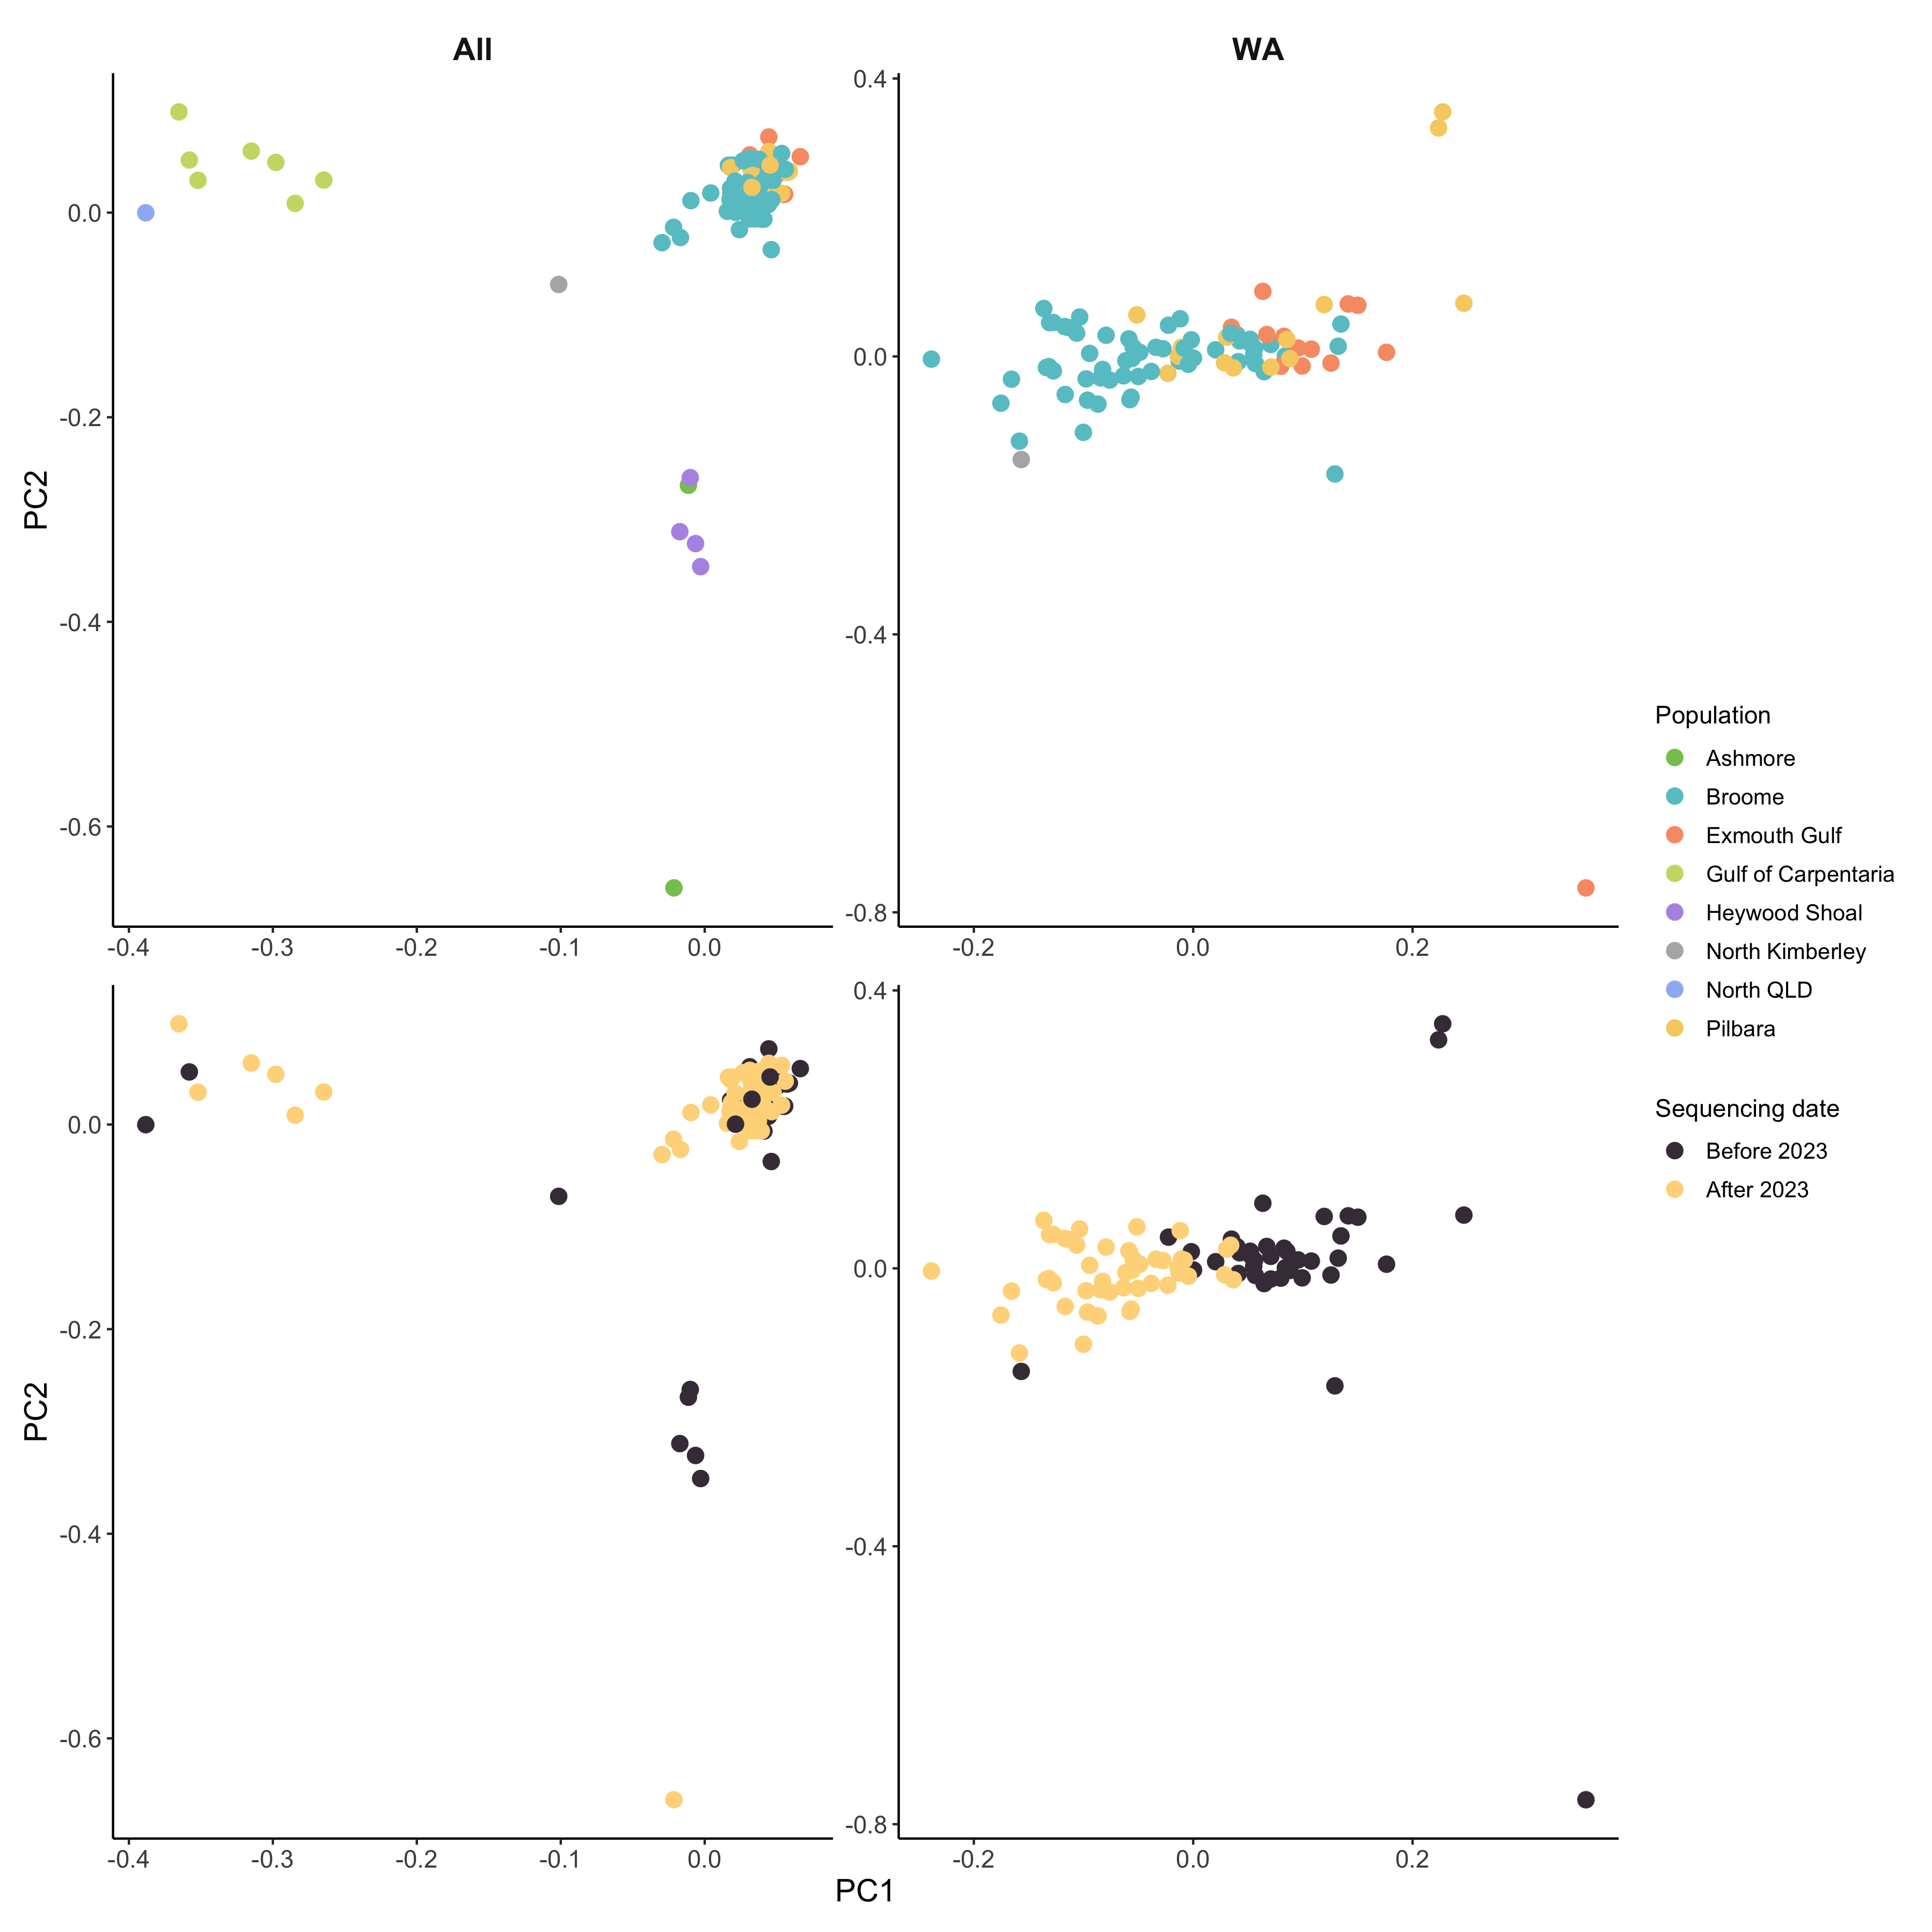 All
WA
0.0
-0.2
-0.4
-0.6
PC2
-0.4
-0.3
-0.2
-0.1
0.0
0.4
0.0
-0.4
-0.8
-0.2
0.0
0.2
0.0
-0.2
-0.4
-0.6
PC2
-0.4
-0.3
-0.2
-0.1
0.0
0.4
0.0
-0.4
-0.8
-0.2
0.0
0.2
PC1
Population
Ashmore
Broome
Exmouth Gulf
Gulf of Carpentaria
Heywood Shoal
North Kimberley
North QLD
Pilbara
Sequencing date
Before 2023
After 2023